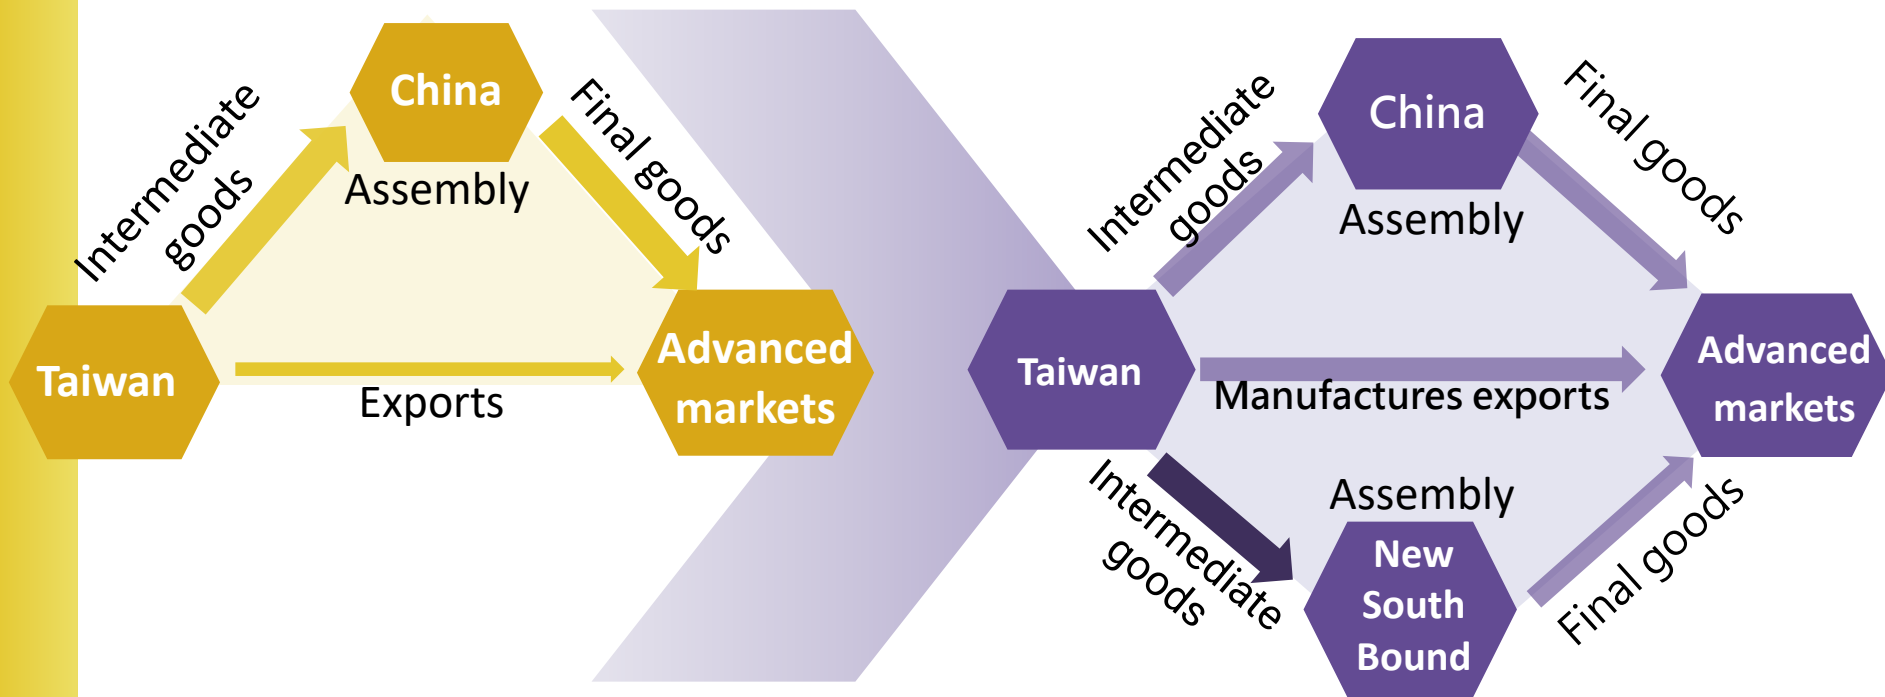 China
Intermediate
goods
Final goods
Assembly
Taiwan
Advanced
markets
Exports
China
Intermediate
goods
Final goods
Assembly
Taiwan
Advanced
markets
Manufactures exports
Assembly
Intermediate
goods
New
South
Bound
Final goods